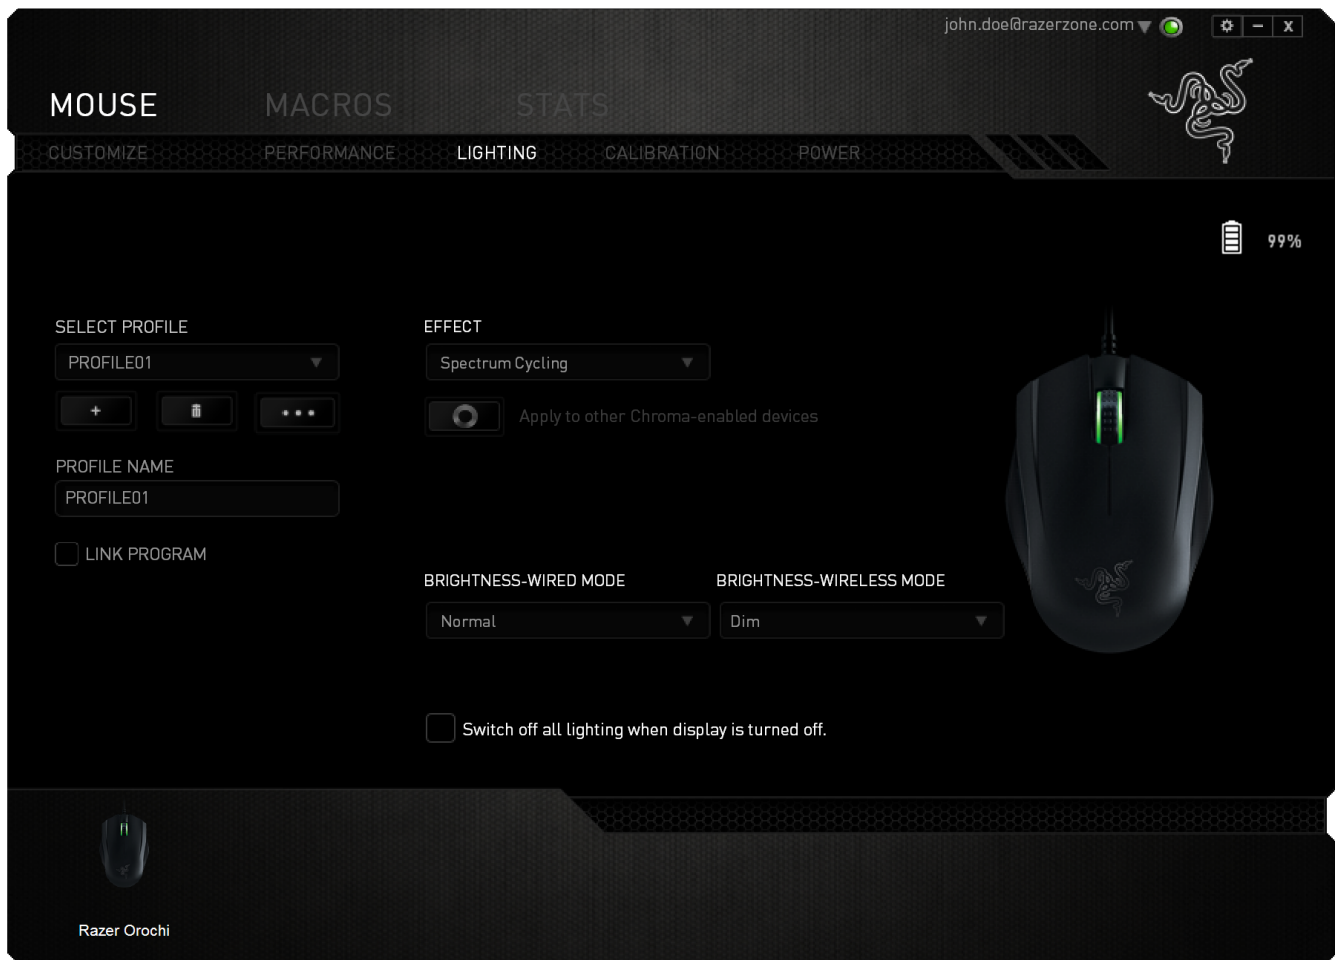 john.doe@razerzone.com
MOUSE MACROS STATS
CUSTOMIZE PERFORMANCE LIGHTING CALIBRATION POWER
99%
SELECT PROFILE
PROFILE01
PROFILE NAME
PROFILE01
LINK PROGRAM
EFFECT
Spectrum Cycling
Apply to other Chroma-enabled devices
BRIGHTNESS-WIRED MODE
Normal
BRIGHTNESS-WIRELESS MODE
Dim
Switch off all lighting when display is turned off.
Razer Orochi